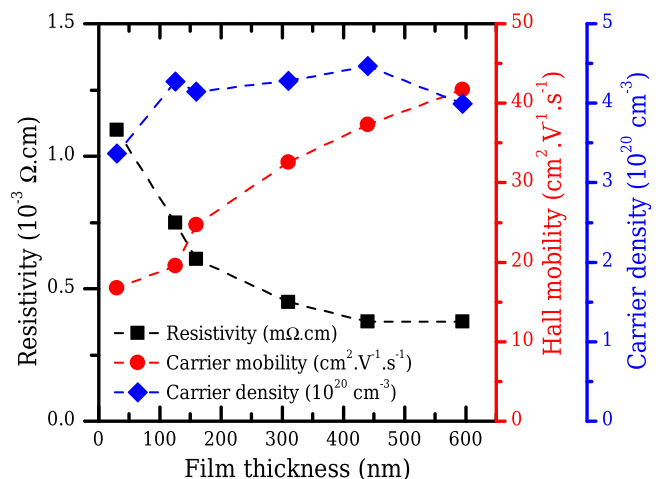 1.5
1.0
0.5
0.0
Resistivity (10⁻³ Ω.cm)
0 100 200 300 400 500 600
Film thickness (nm)
Resistivity (mΩ.cm)
Carrier mobility (cm².V⁻¹.s⁻¹)
Carrier density (10²⁰ cm⁻³)
50
40
30
20
10
0
Hall mobility (cm².V⁻¹.s⁻¹)
5
4
3
2
1
0
Carrier density (10²⁰ cm⁻³)